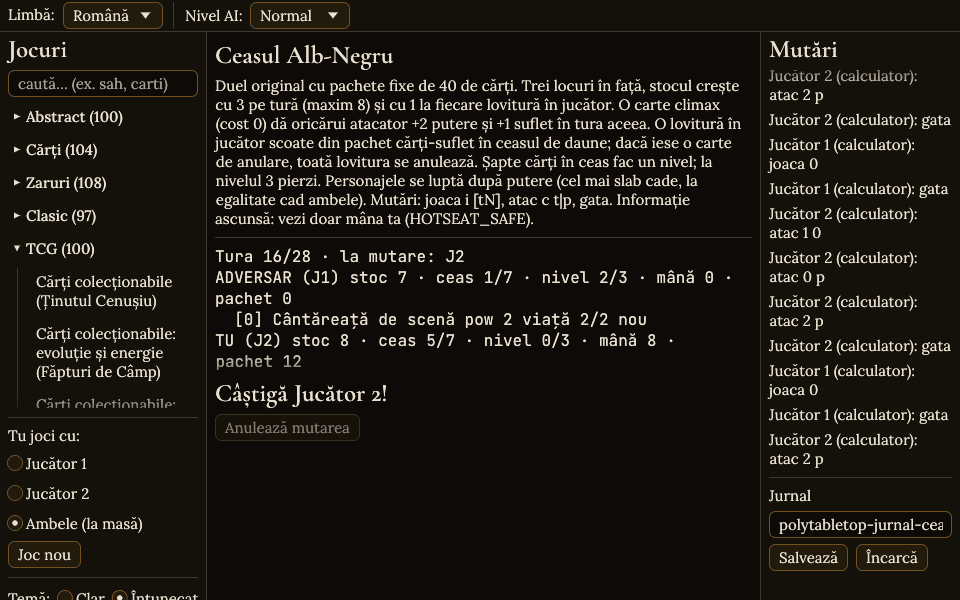 Limbă: Română ▼ Nivel AI: Normal ▼
Jocuri
caută... (ex. sah, carti)
▸ Abstract (100)
▸ Cărți (104)
▸ Zaruri (108)
▸ Clasic (97)
▾ TCG (100)
Cărți colecționabile
(Ținutul Cenușiu)
Cărți colecționabile:
evoluție și energie
(Făpturi de Câmp)
Cărți colecționabile:
Tu joci cu:
Jucător 1
Jucător 2
Ambele (la masă)
Joc nou
Temă: Clar Întunecat
Ceasul Alb-Negru
Duel original cu pachete fixe de 40 de cărți. Trei locuri în față, stocul crește
cu 3 pe tură (maxim 8) și cu 1 la fiecare lovitură în jucător. O carte climax
(cost 0) dă oricărui atacator +2 putere și +1 suflet în tura aceea. O lovitură în
jucător scoate din pachet cărți-suflet în ceasul de daune; dacă iese o carte
de anulare, toată lovitura se anulează. Șapte cărți în ceas fac un nivel; la
nivelul 3 pierzi. Personajele se luptă după putere (cel mai slab cade, la
egalitate cad ambele). Mutări: joaca i [tN], atac c t|p, gata. Informație
ascunsă: vezi doar mâna ta (HOTSEAT_SAFE).
Tura 16/28 · la mutare: J2
ADVERSAR (J1) stoc 7 · ceas 1/7 · nivel 2/3 · mână 0 ·
pachet 0
[0] Cântăreață de scenă pow 2 viață 2/2 nou
TU (J2) stoc 8 · ceas 5/7 · nivel 0/3 · mână 8 ·
pachet 12
Câștigă Jucător 2!
Anulează mutarea
Mutări
Jucător 2 (calculator):
atac 2 p
Jucător 2 (calculator): gata
Jucător 1 (calculator):
joaca 0
Jucător 1 (calculator): gata
Jucător 2 (calculator):
atac 1 0
Jucător 2 (calculator):
atac 0 p
Jucător 2 (calculator):
atac 2 p
Jucător 2 (calculator): gata
Jucător 1 (calculator):
joaca 0
Jucător 1 (calculator): gata
Jucător 2 (calculator):
atac 2 p
Jurnal
polytabletop-jurnal-cea
Salvează Încarcă